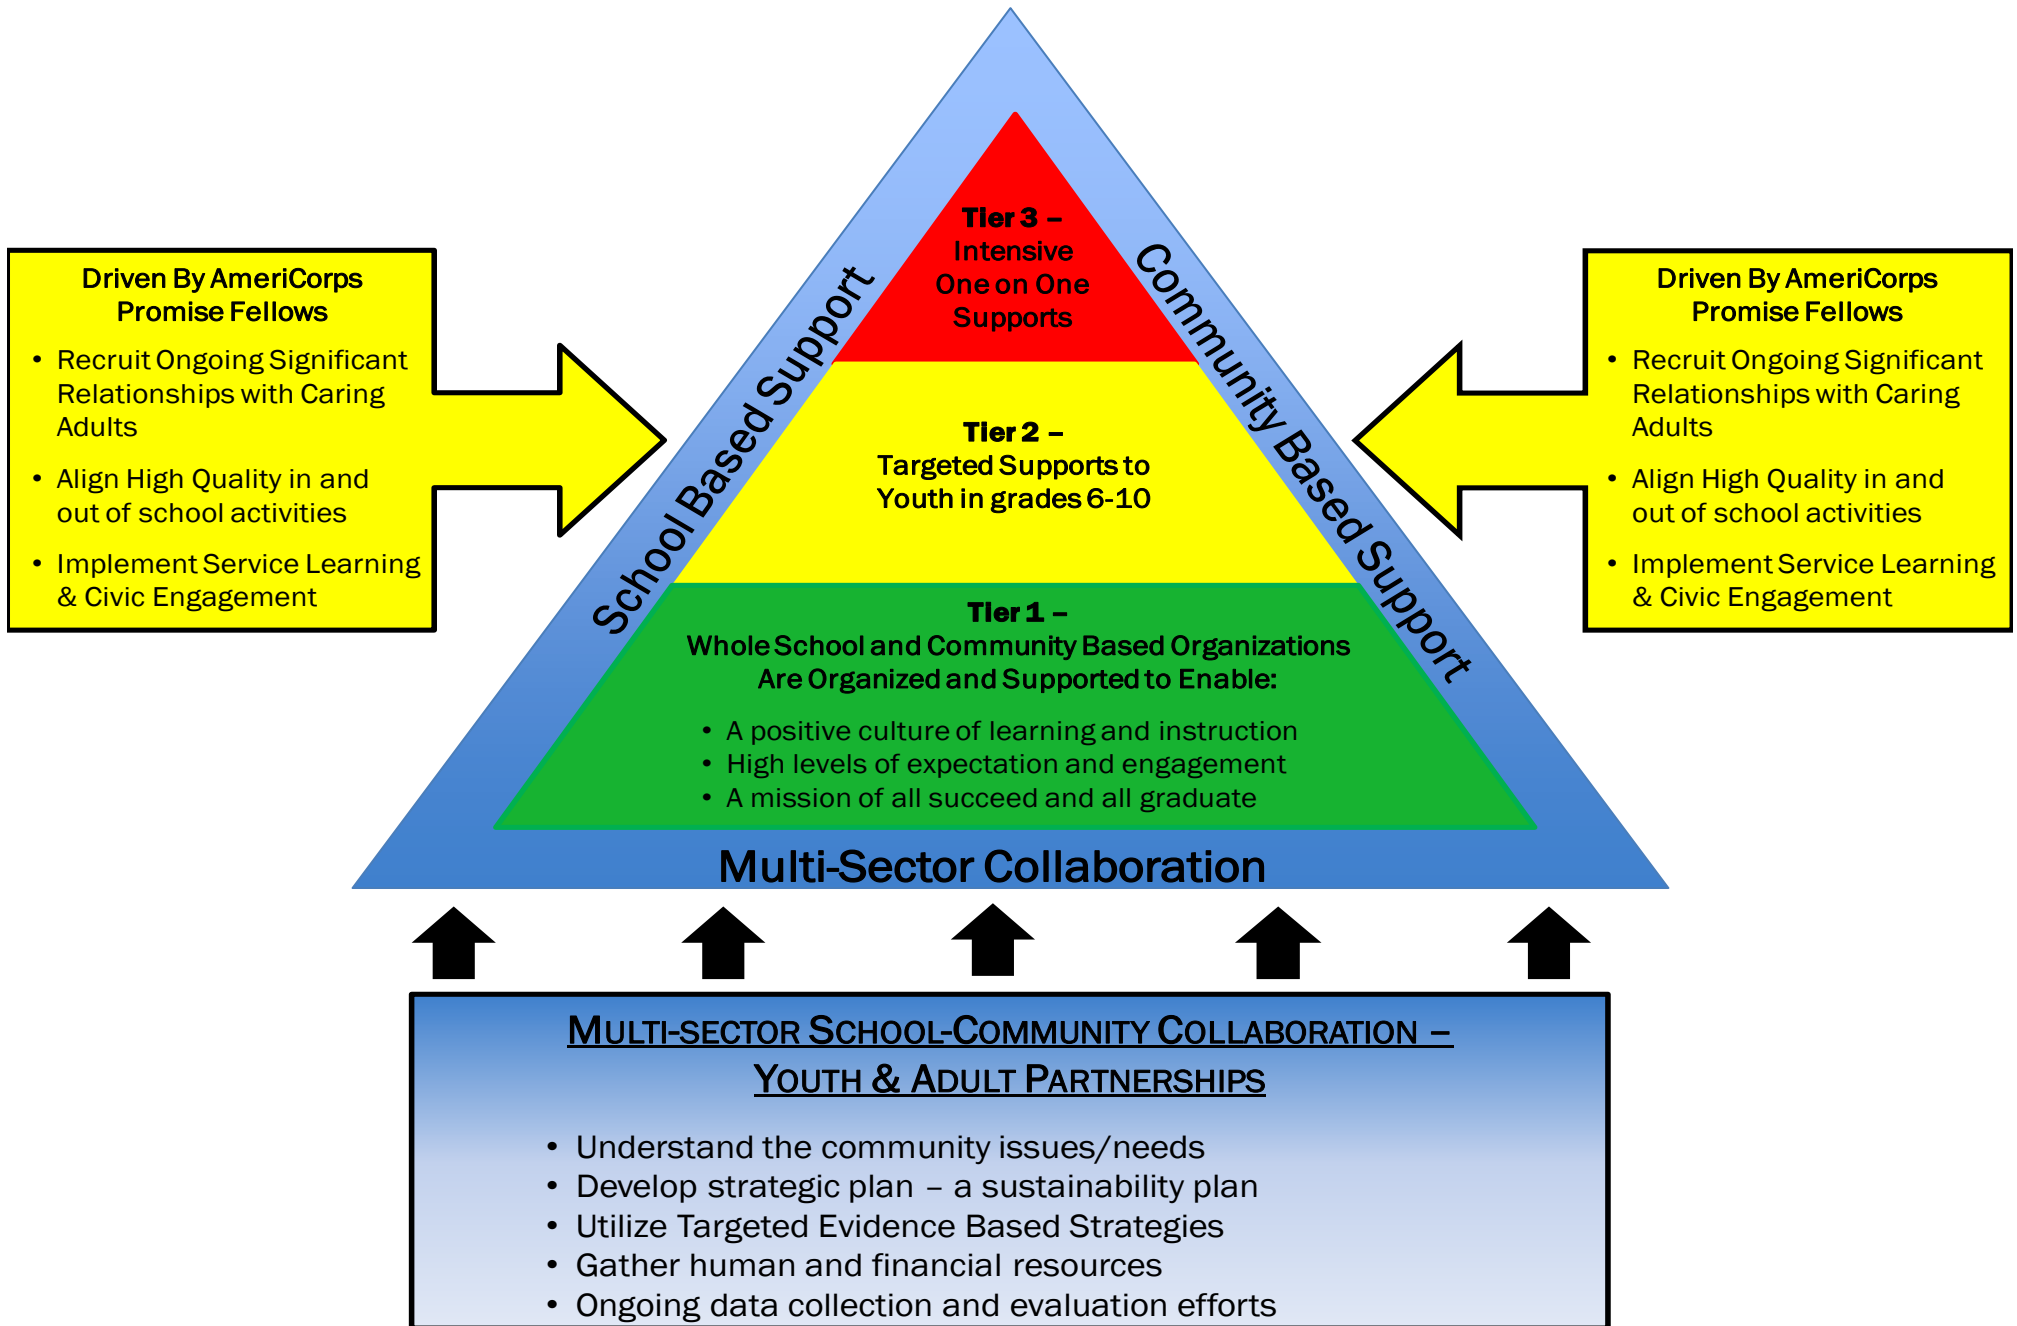 Tier 3 –
Intensive
One on One
Supports
Tier 2 –
Targeted Supports to
Youth in grades 6-10
Tier 1 –
Whole School and Community Based Organizations
Are Organized and Supported to Enable:
• A positive culture of learning and instruction
• High levels of expectation and engagement
• A mission of all succeed and all graduate
School Based Support
Community Based Support
Multi-Sector Collaboration
Driven By AmeriCorps
Promise Fellows
• Recruit Ongoing Significant
Relationships with Caring
Adults
• Align High Quality in and
out of school activities
• Implement Service Learning
& Civic Engagement
Driven By AmeriCorps
Promise Fellows
• Recruit Ongoing Significant
Relationships with Caring
Adults
• Align High Quality in and
out of school activities
• Implement Service Learning
& Civic Engagement
MULTI-SECTOR SCHOOL-COMMUNITY COLLABORATION –
YOUTH & ADULT PARTNERSHIPS
• Understand the community issues/needs
• Develop strategic plan – a sustainability plan
• Utilize Targeted Evidence Based Strategies
• Gather human and financial resources
• Ongoing data collection and evaluation efforts